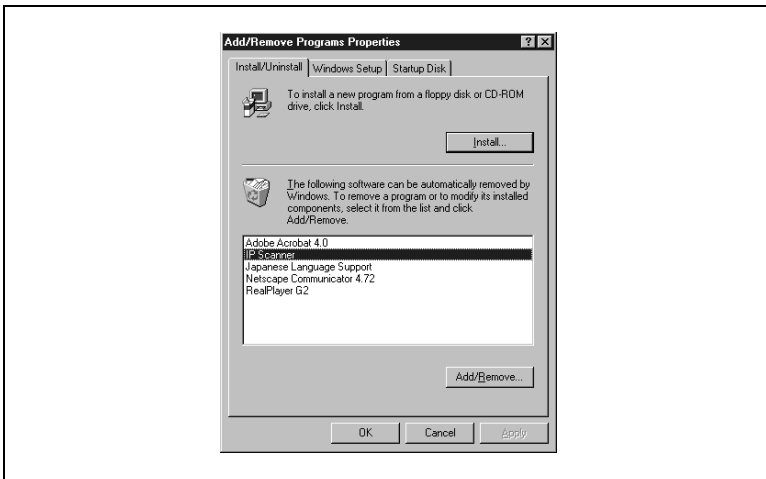 Add/Remove Programs Properties
Install/Uninstall Windows Setup Startup Disk
To install a new program from a floppy disk or CD-ROM
drive, click Install.
Install...
The following software can be automatically removed by
Windows. To remove a program or to modify its installed
components, select it from the list and click
Add/Remove.
Adobe Acrobat 4.0
IP Scanner
Japanese Language Support
Netscape Communicator 4.72
RealPlayer G2
Add/Remove...
OK Cancel Apply